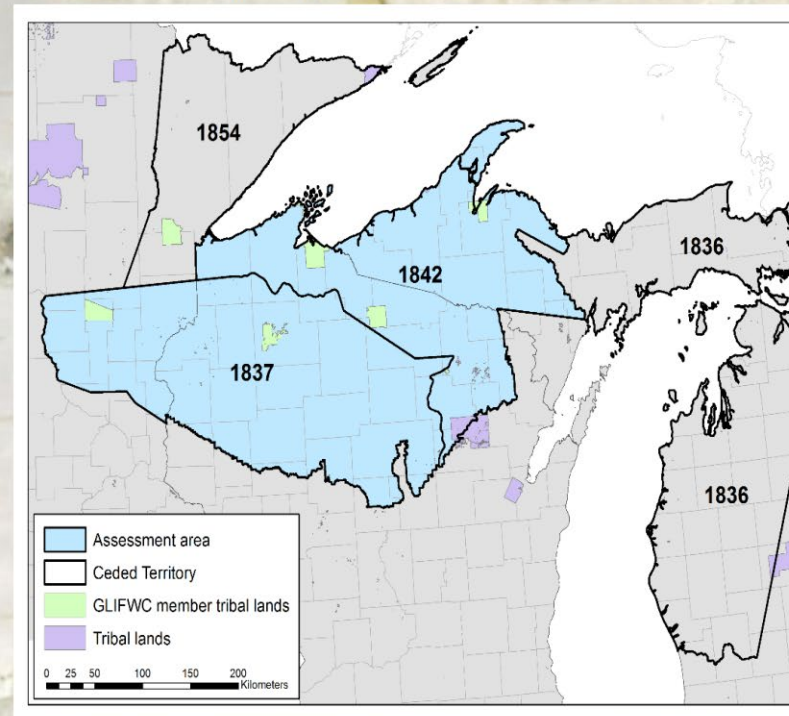 1854
1842
1836
1837
1836
Assessment area
Ceded Territory
GLIFWC member tribal lands
Tribal lands
0 25 50 100 150 200
Kilometers